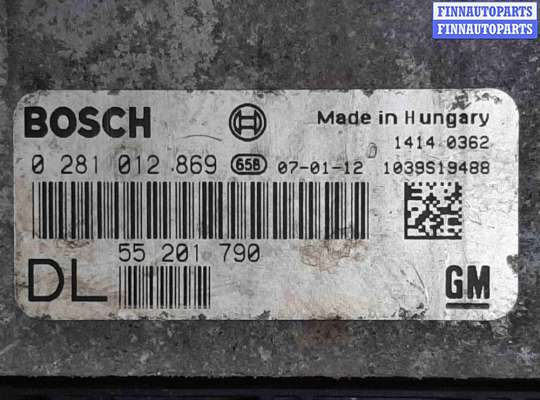 FINNAUTOPARTS
FINNAUTOPARTS
BOSCH
Made in Hungary
1414 0362
0 281 012 869 658 07-01-12 1039S19488
55 201 790
DL
GM